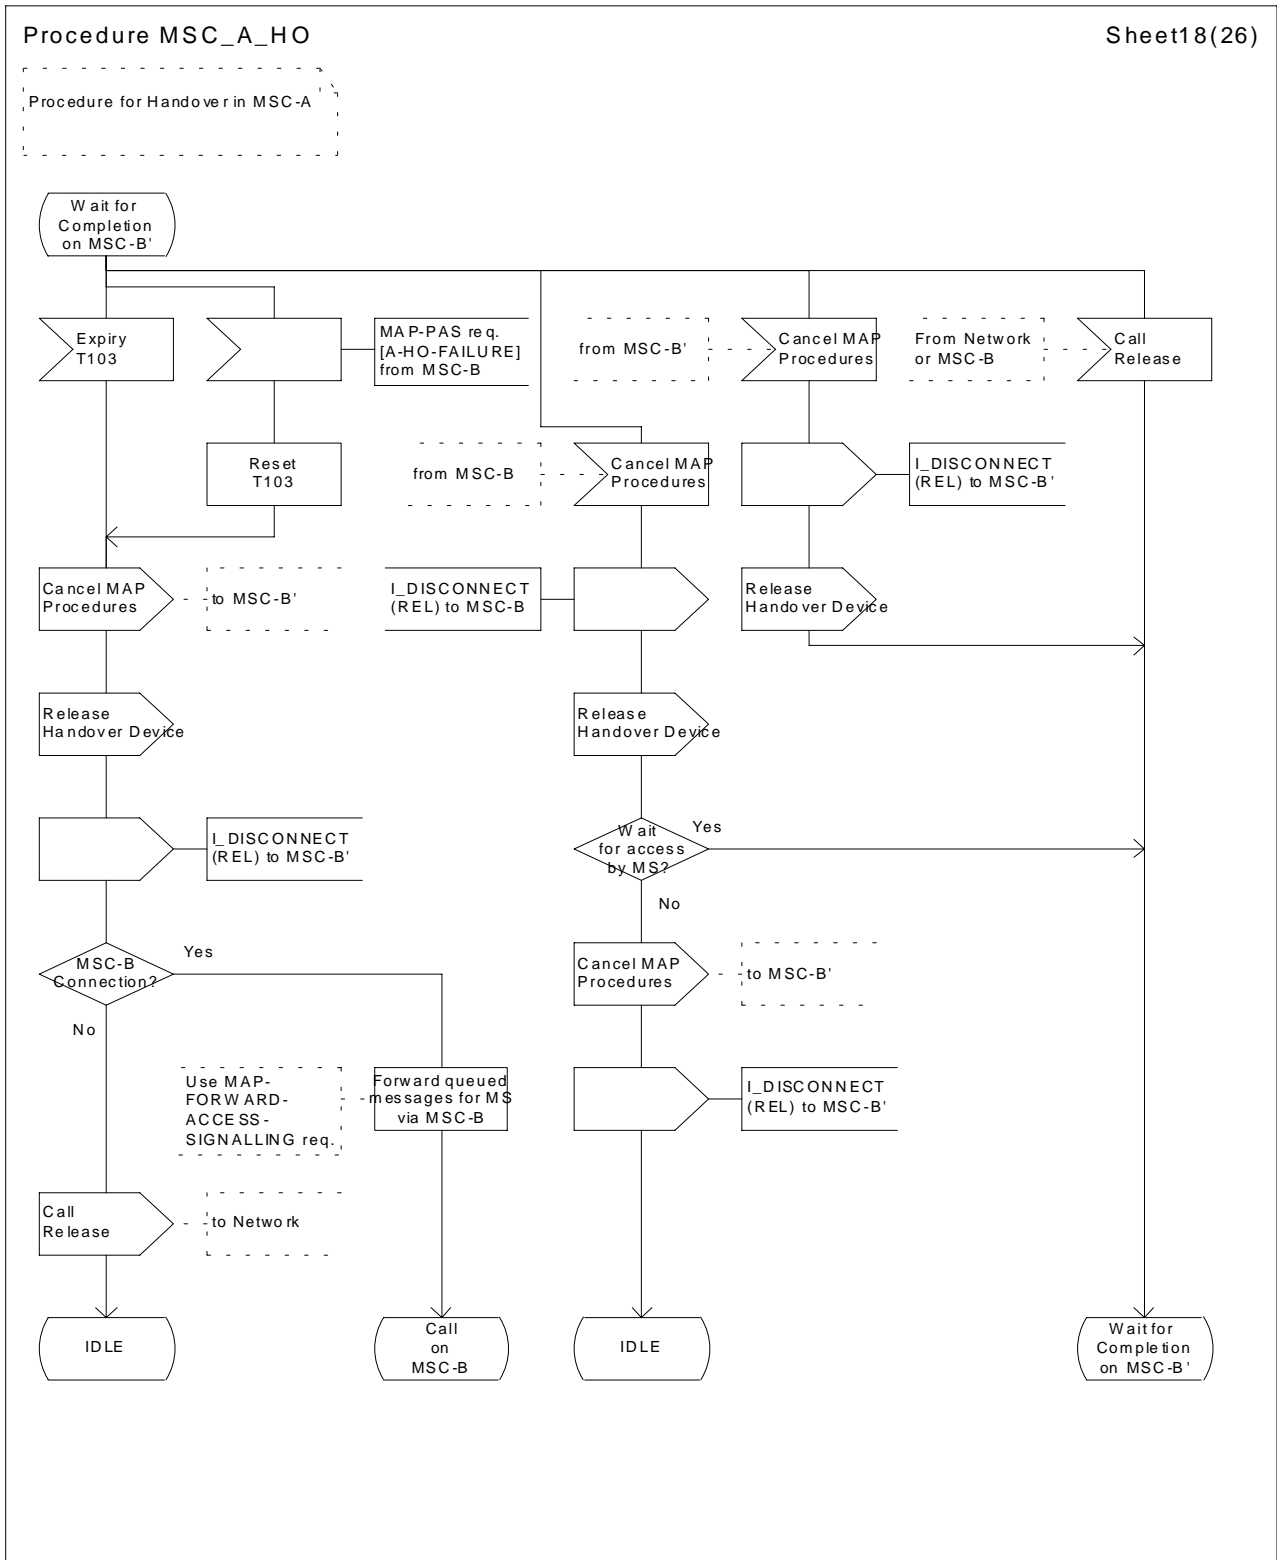 Procedure MSC_A_HO
Sheet18(26)
Procedure for Handover in MSC-A
Wait for
Completion
on MSC-B'
Expiry
T103
MAP-PAS req.
[A-HO-FAILURE]
from MSC-B
from MSC-B'
Cancel MAP
Procedures
From Network
or MSC-B
Call
Release
Reset
T103
from MSC-B
Cancel MAP
Procedures
I_DISCONNECT
(REL) to MSC-B'
Cancel MAP
Procedures
to MSC-B'
I_DISCONNECT
(REL) to MSC-B
Release
Handover Device
Release
Handover Device
Release
Handover Device
I_DISCONNECT
(REL) to MSC-B'
Wait
for access
by MS?
Yes
No
MSC-B
Connection?
Yes
No
Cancel MAP
Procedures
to MSC-B'
Use MAP-
FORWARD-
ACCESS-
SIGNALLING req.
Forward queued
messages for MS
via MSC-B
I_DISCONNECT
(REL) to MSC-B'
Call
Release
to Network
IDLE
Call
on
MSC-B
IDLE
Wait for
Completion
on MSC-B'